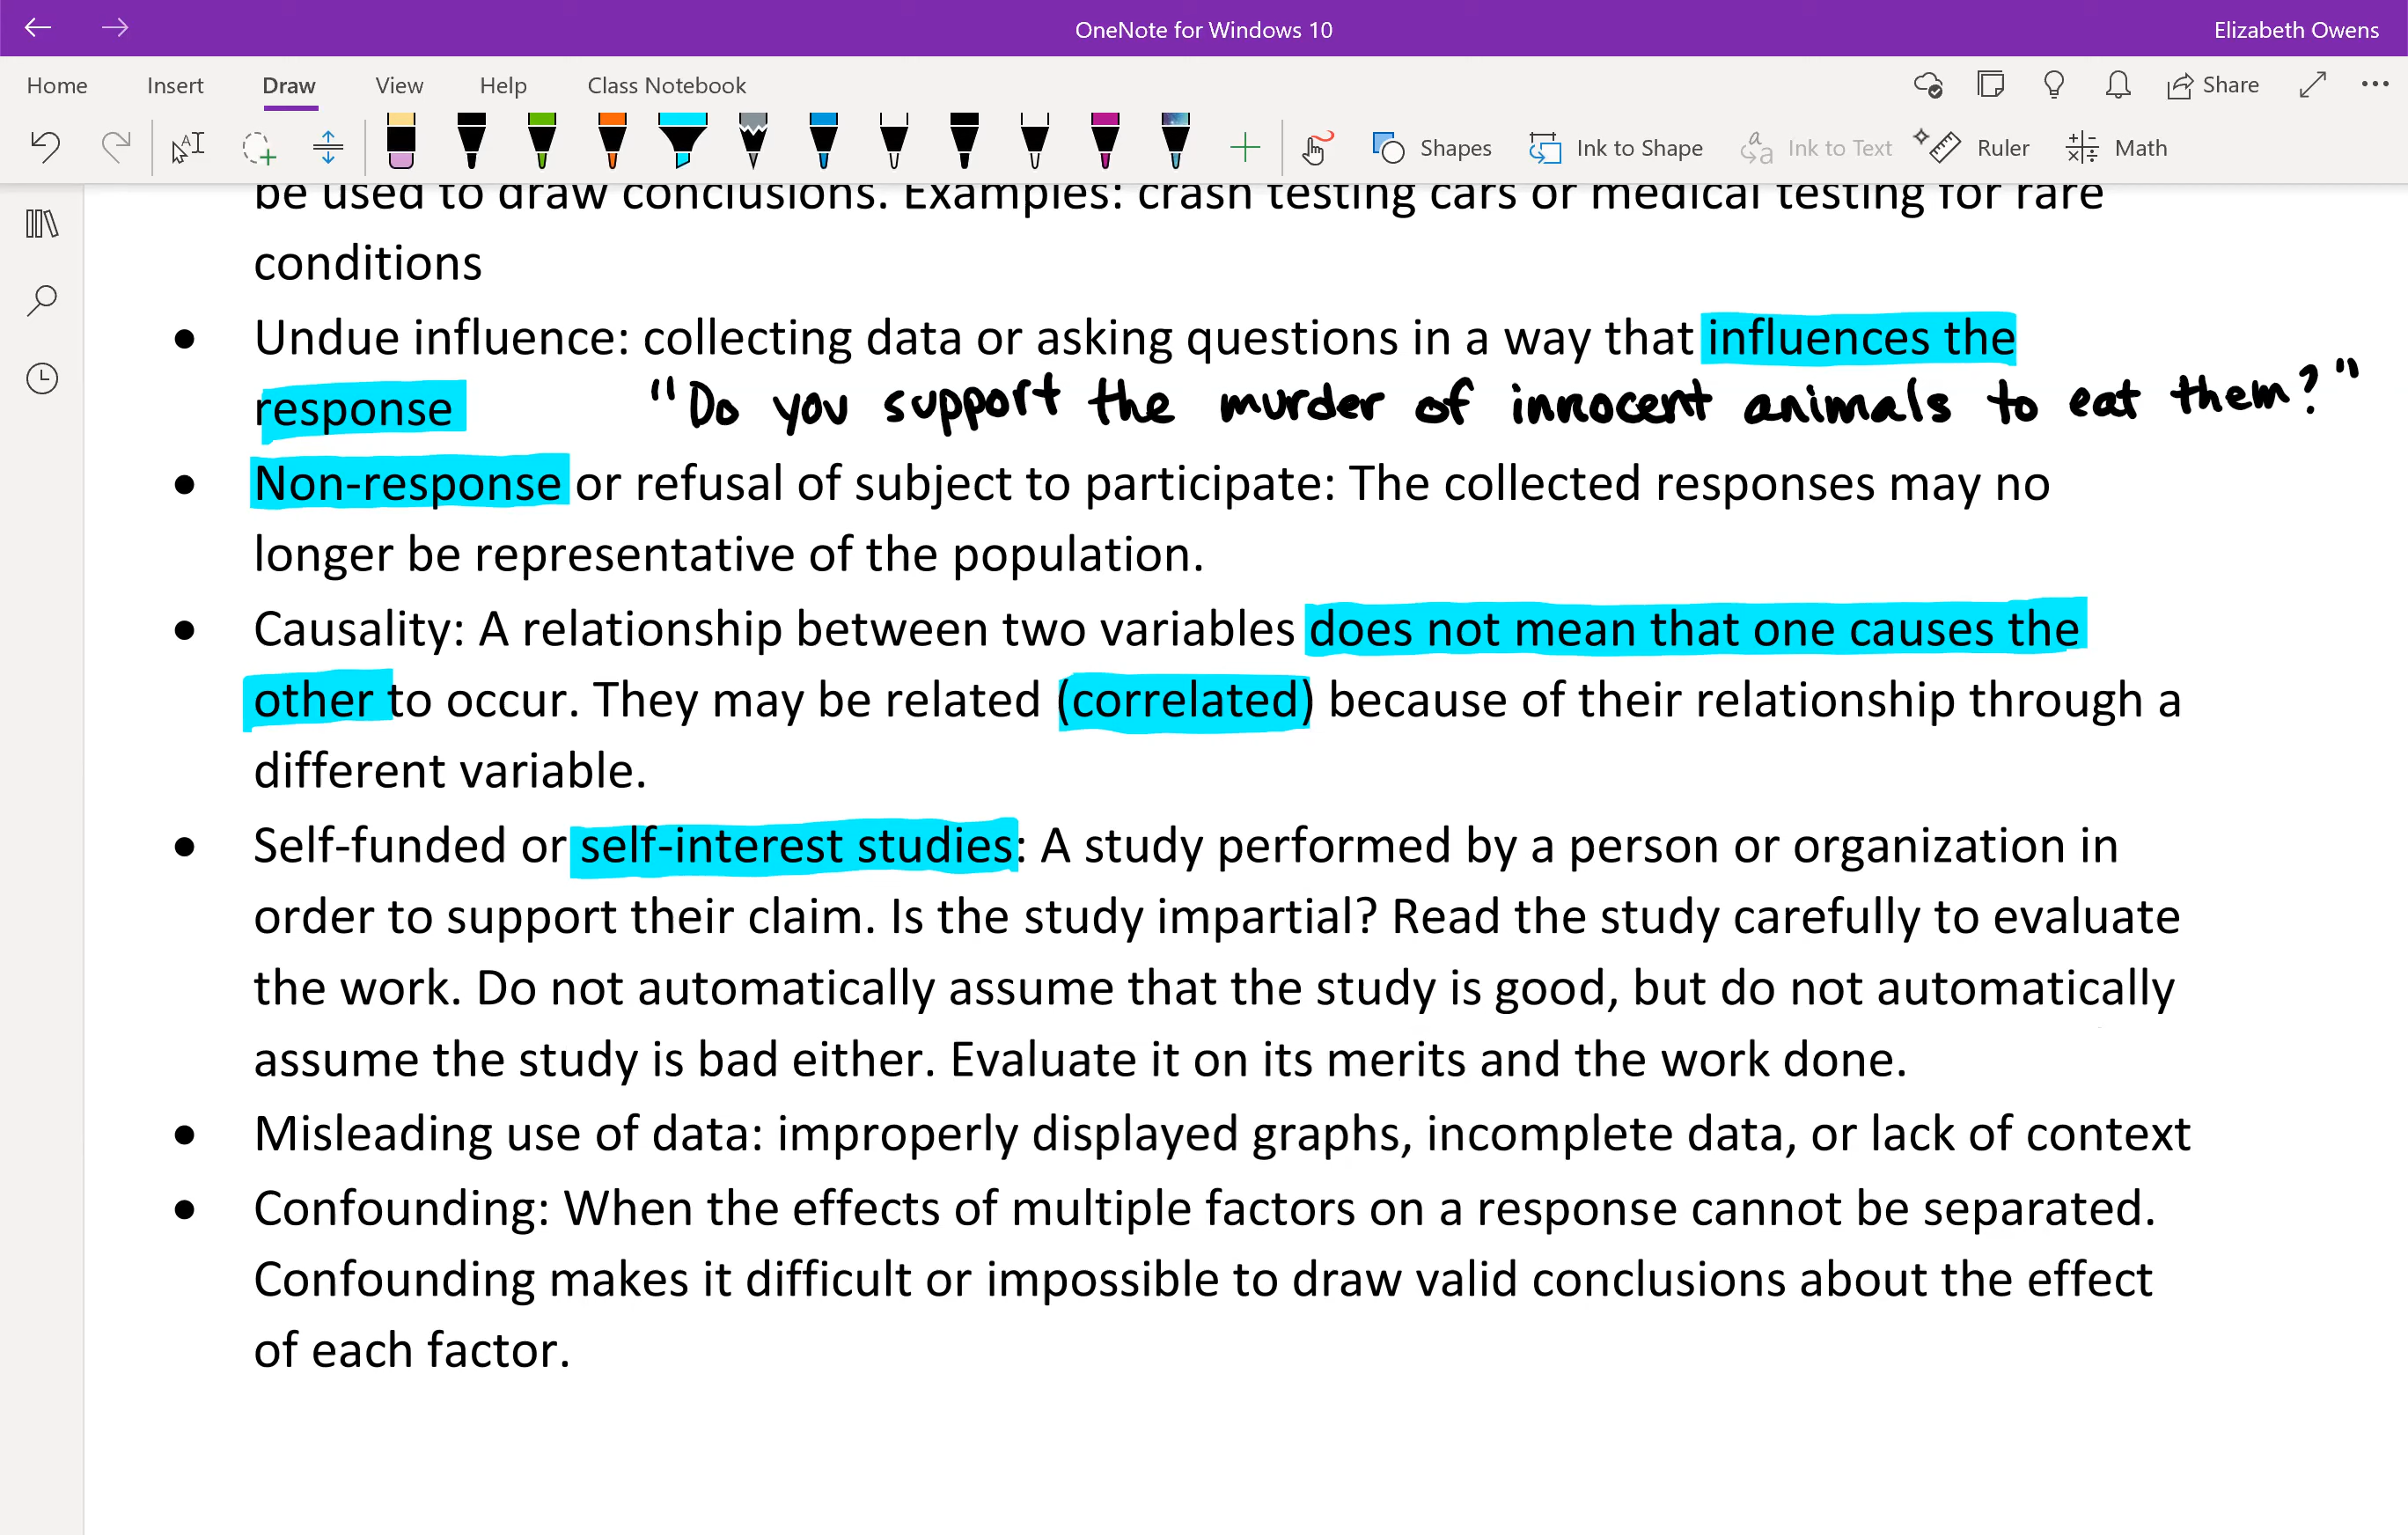 OneNote for Windows 10
Elizabeth Owens
Home Insert Draw View Help Class Notebook Share
Shapes Ink to Shape Ink to Text Ruler Math
be used to draw conclusions. Examples: crash testing cars or medical testing for rare
conditions
• Undue influence: collecting data or asking questions in a way that influences the
response "Do you support the murder of innocent animals to eat them?"
• Non-response or refusal of subject to participate: The collected responses may no
longer be representative of the population.
• Causality: A relationship between two variables does not mean that one causes the
other to occur. They may be related (correlated) because of their relationship through a
different variable.
• Self-funded or self-interest studies: A study performed by a person or organization in
order to support their claim. Is the study impartial? Read the study carefully to evaluate
the work. Do not automatically assume that the study is good, but do not automatically
assume the study is bad either. Evaluate it on its merits and the work done.
• Misleading use of data: improperly displayed graphs, incomplete data, or lack of context
• Confounding: When the effects of multiple factors on a response cannot be separated.
Confounding makes it difficult or impossible to draw valid conclusions about the effect
of each factor.